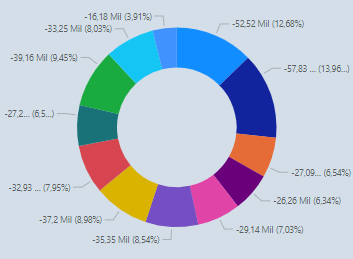 -16,18 Mil (3,91%)
-52,52 Mil (12,68%)
-33,25 Mil (8,03%)
-39,16 Mil (9,45%)
-57,83 ... (13,96...)
-27,2... (6,5...)
-27,09... (6,54%)
-32,93 ... (7,95%)
-26,26 Mil (6,34%)
-37,2 Mil (8,98%)
-29,14 Mil (7,03%)
-35,35 Mil (8,54%)